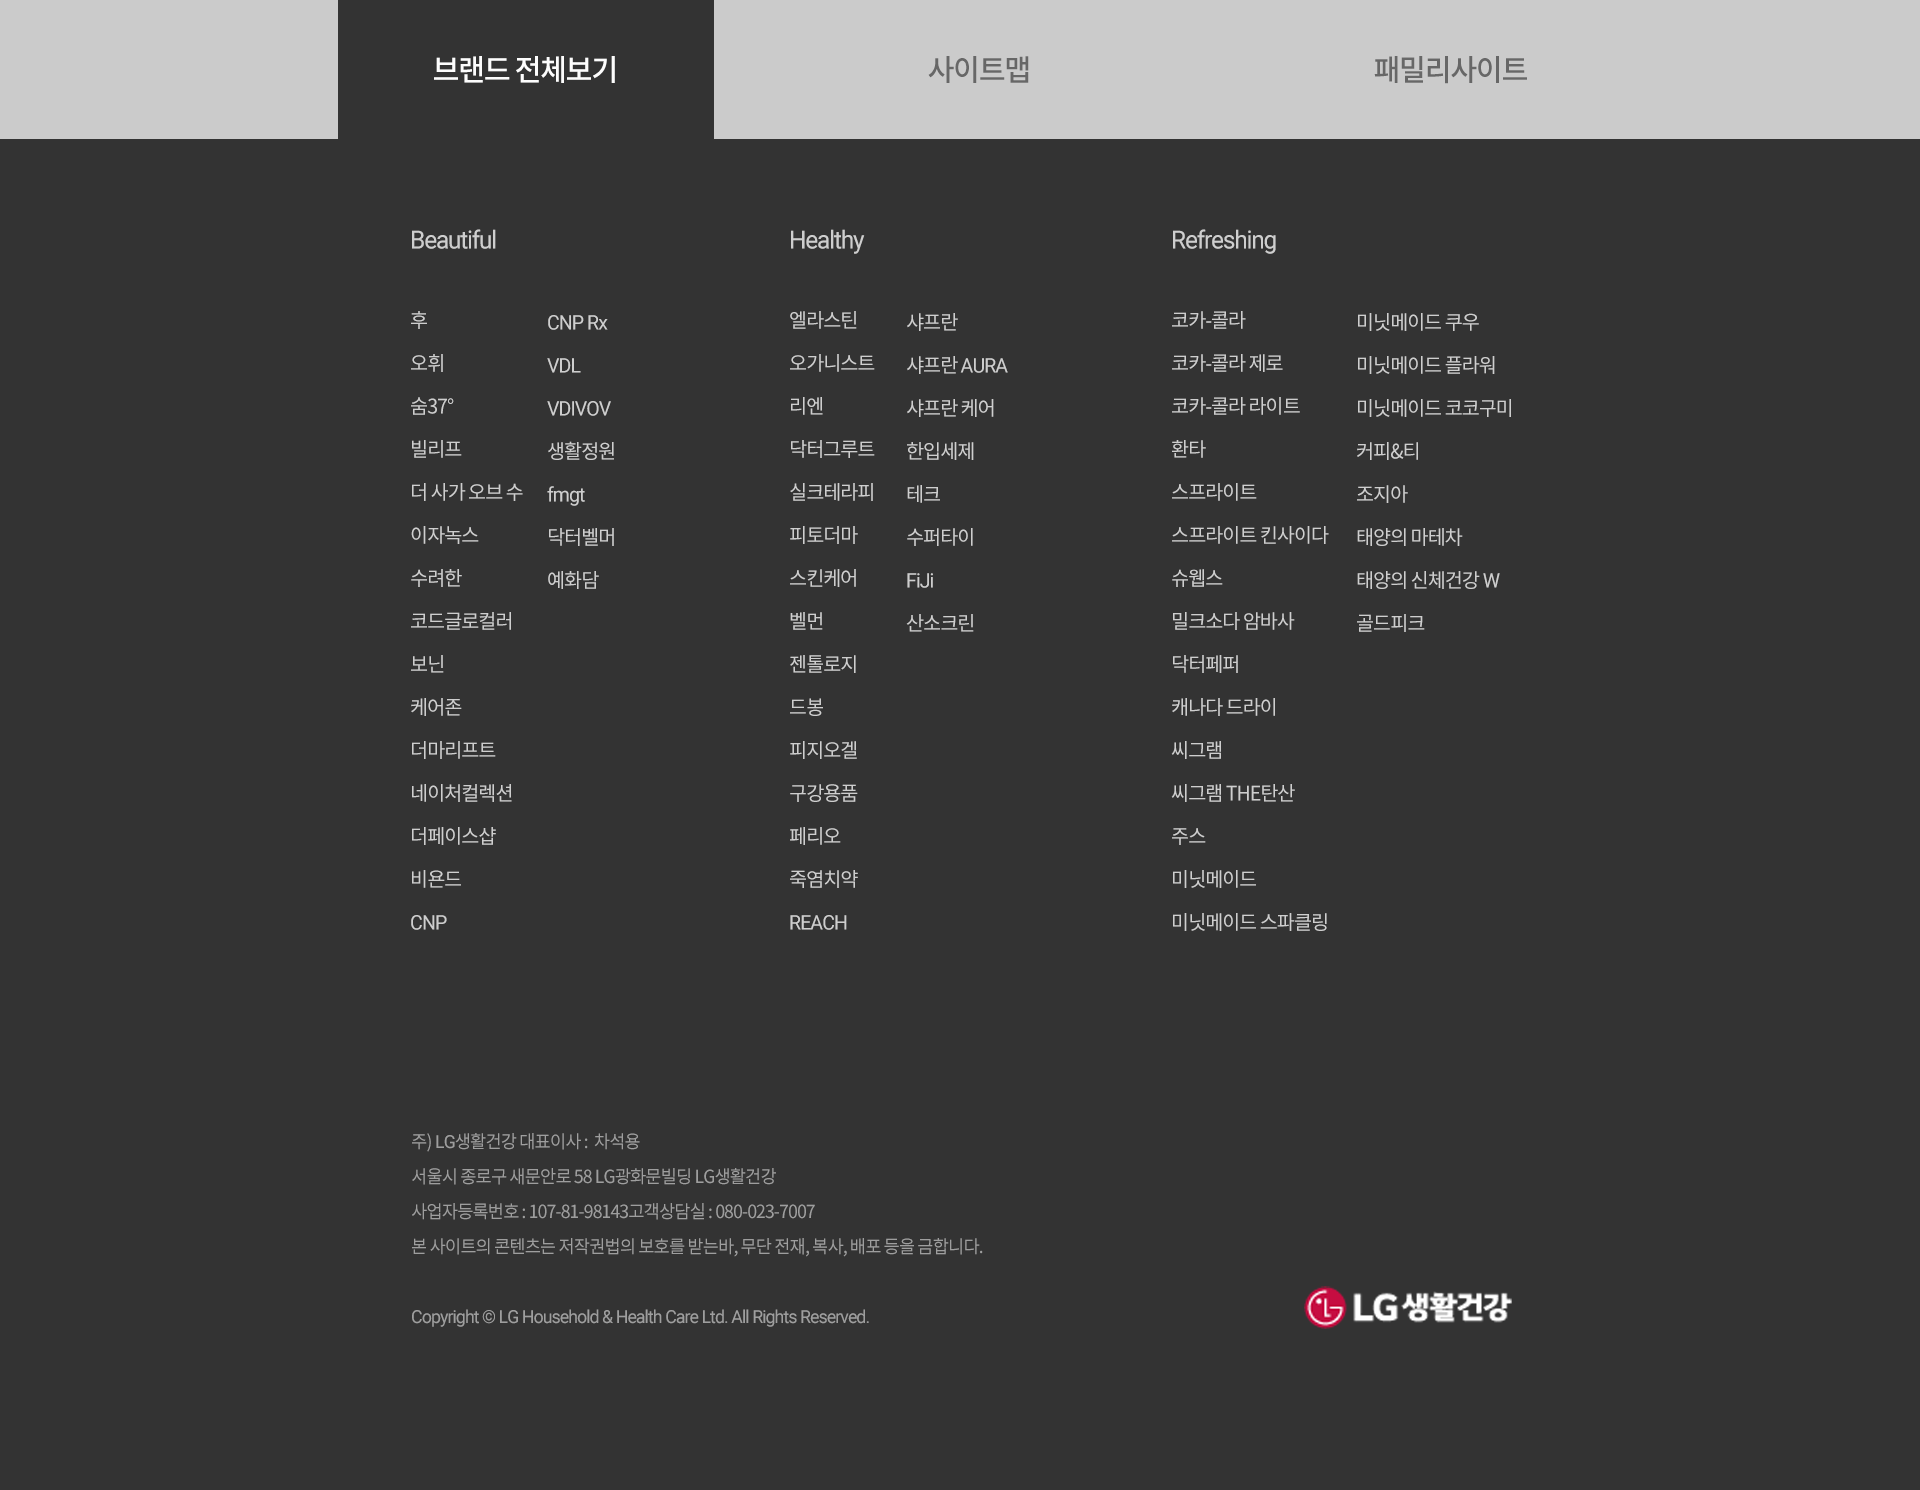 브랜드 전체보기
사이트맵
패밀리사이트
Beautiful
후
오휘
숨37°
빌리프
더 사가 오브 수
이자녹스
수려한
코드글로컬러
보닌
케어존
더마리프트
네이처컬렉션
더페이스샵
비욘드
CNP
CNP Rx
VDL
VDIVOV
생활정원
fmgt
닥터벨머
예화담
Healthy
엘라스틴
오가니스트
리엔
닥터그루트
실크테라피
피토더마
스킨케어
벨먼
젠톨로지
드봉
피지오겔
구강용품
페리오
죽염치약
REACH
샤프란
샤프란 AURA
샤프란 케어
한입세제
테크
수퍼타이
FiJi
산소크린
Refreshing
코카-콜라
코카-콜라 제로
코카-콜라 라이트
환타
스프라이트
스프라이트 킨사이다
슈웹스
밀크소다 암바사
닥터페퍼
캐나다 드라이
씨그램
씨그램 THE탄산
주스
미닛메이드
미닛메이드 스파클링
미닛메이드 쿠우
미닛메이드 플라워
미닛메이드 코코구미
커피&티
조지아
태양의 마테차
태양의 신체건강 W
골드피크
주) LG생활건강 대표이사 : 차석용
서울시 종로구 새문안로 58 LG광화문빌딩 LG생활건강
사업자등록번호 : 107-81-98143고객상담실 : 080-023-7007
본 사이트의 콘텐츠는 저작권법의 보호를 받는바, 무단 전재, 복사, 배포 등을 금합니다.
Copyright © LG Household & Health Care Ltd. All Rights Reserved.
LG 생활건강